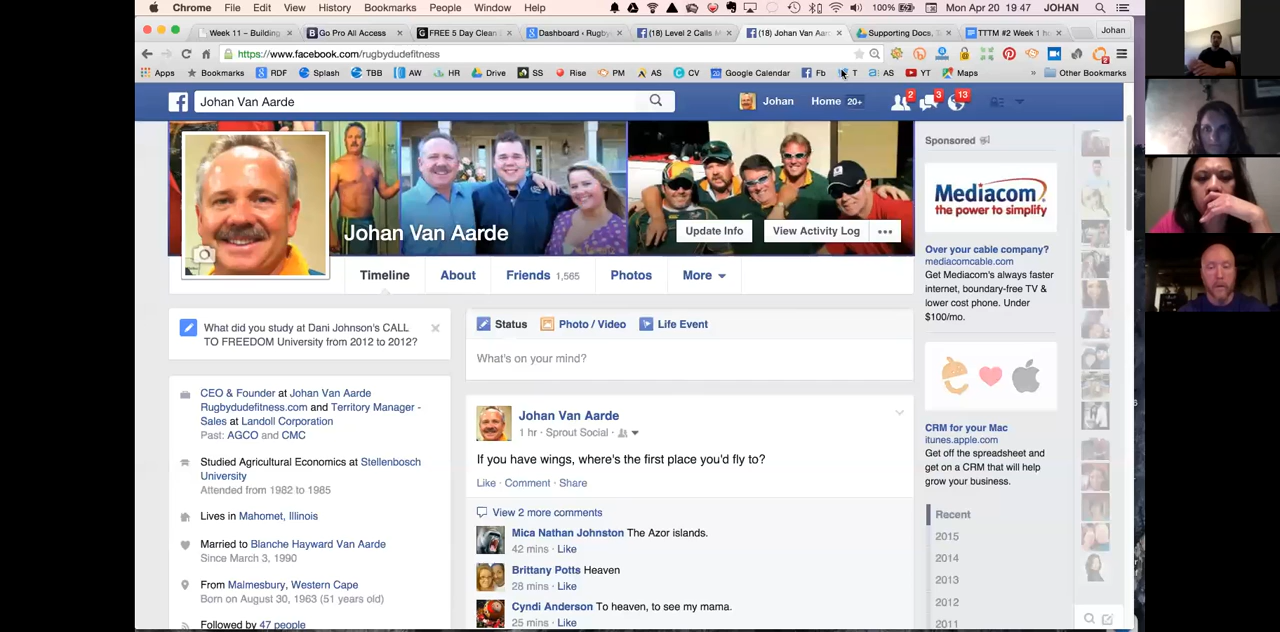 Chrome File Edit View History Bookmarks People Window Help 100% Mon Apr 20 19:47 JOHAN
Week 11 – Building Go Pro All Access FREE 5 Day Clean Dashboard ‹ Rugby (18) Level 2 Calls M (18) Johan Van Aar Supporting Docs, S TTTM #2 Week 1 h Johan
https://www.facebook.com/rugbydudefitness
Apps Bookmarks RDF Splash TBB AW HR Drive SS Rise PM AS CV Google Calendar Fb T AS YT Maps » Other Bookmarks
Johan Van Aarde Johan Home 20+ 2 3 13
Johan Van Aarde Update Info View Activity Log •••
Timeline About Friends 1,565 Photos More
What did you study at Dani Johnson's CALL
TO FREEDOM University from 2012 to 2012?
CEO & Founder at Johan Van Aarde
Rugbydudefitness.com and Territory Manager -
Sales at Landoll Corporation
Past: AGCO and CMC
Studied Agricultural Economics at Stellenbosch
University
Attended from 1982 to 1985
Lives in Mahomet, Illinois
Married to Blanche Hayward Van Aarde
Since March 3, 1990
From Malmesbury, Western Cape
Born on August 30, 1963 (51 years old)
Followed by 47 people
Status Photo / Video Life Event
What's on your mind?
Johan Van Aarde
1 hr · Sprout Social ·
If you have wings, where's the first place you'd fly to?
Like · Comment · Share
View 2 more comments
Mica Nathan Johnston The Azor islands.
42 mins · Like
Brittany Potts Heaven
28 mins · Like
Cyndi Anderson To heaven, to see my mama.
25 mins · Like
Sponsored
Mediacom
the power to simplify
Over your cable company?
mediacomcable.com
Get Mediacom's always faster
internet, boundary-free TV &
lower cost phone. Under
$100/mo.
CRM for your Mac
itunes.apple.com
Get off the spreadsheet and
get on a CRM that will help
grow your business.
Recent
2015
2014
2013
2012
2011